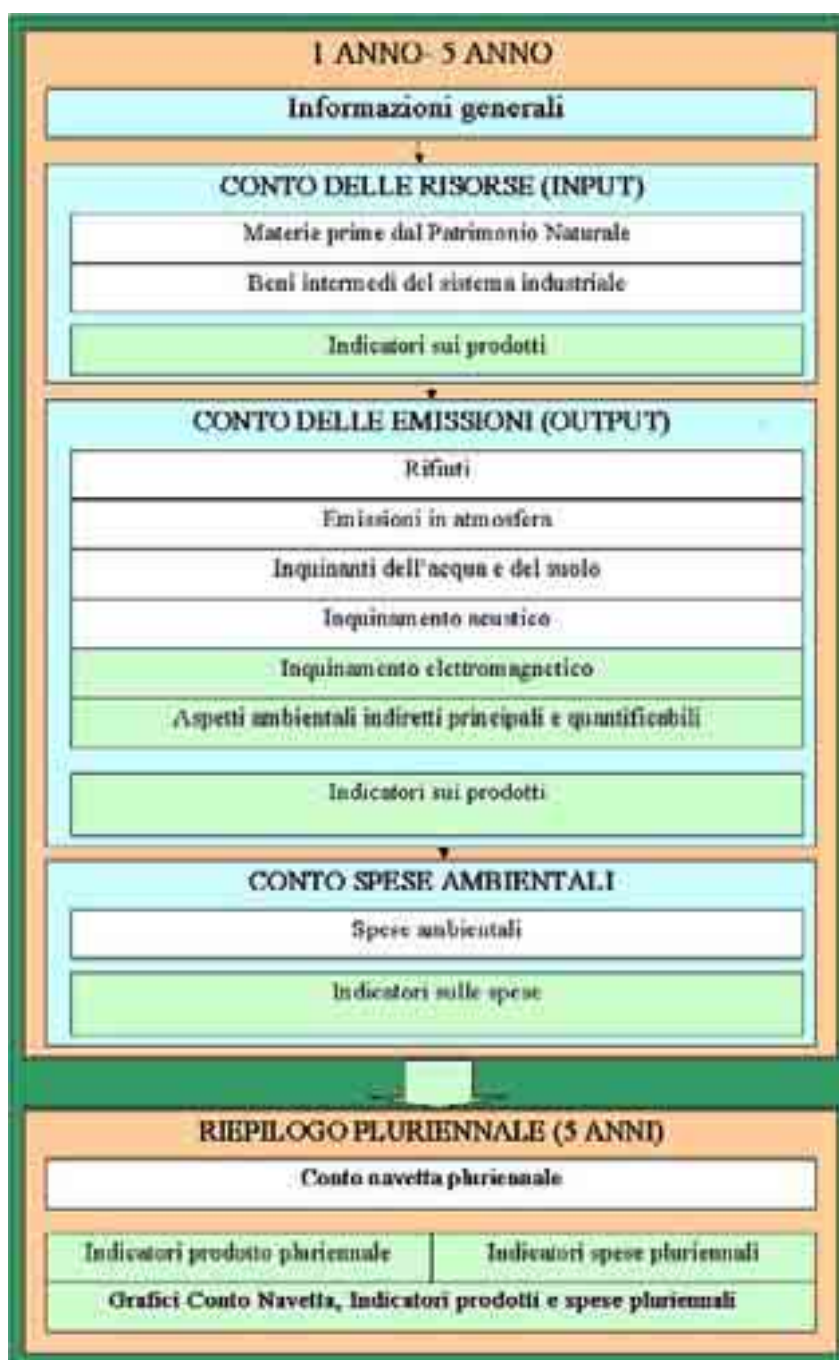 1 ANNO- 5 ANNO
Informazioni generali
CONTO DELLE RISORSE (INPUT)
Materie prime dal Patrimonio Naturale
Beni intermedi del sistema industriale
Indicatori sui prodotti
CONTO DELLE EMISSIONI (OUTPUT)
Rifiuti
Emissioni in atmosfera
Inquinanti dell'acqua e del suolo
Inquinamento acustico
Inquinamento elettromagnetico
Aspetti ambientali indiretti principali e quantificabili
Indicatori sui prodotti
CONTO SPESE AMBIENTALI
Spese ambientali
Indicatori sulle spese
RIEPILOGO PLURIENNALE (5 ANNI)
Conto navetta pluriennale
Indicatori prodotto pluriennale
Indicatori spese pluriennali
Grafici Conto Navetta, Indicatori prodotti e spese pluriennali